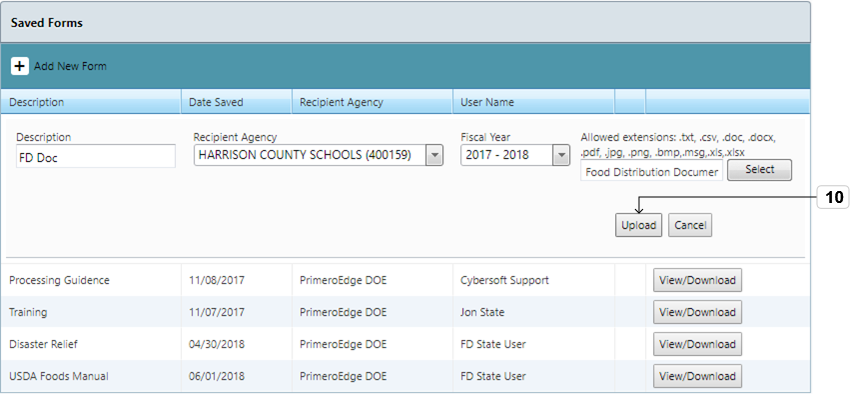 Saved Forms
Add New Form
Description Date Saved Recipient Agency User Name
Description Recipient Agency Fiscal Year Allowed extensions: .txt, .csv, .doc, .docx,
.pdf, .jpg, .png, .bmp,.msg,.xls,.xlsx
FD Doc HARRISON COUNTY SCHOOLS (400159) 2017 - 2018 Food Distribution Documer Select
10
Upload Cancel
Processing Guidance 11/08/2017 PrimeroEdge DOE Cybersoft Support View/Download
Training 11/07/2017 PrimeroEdge DOE Jon State View/Download
Disaster Relief 04/30/2018 PrimeroEdge DOE FD State User View/Download
USDA Foods Manual 06/01/2018 PrimeroEdge DOE FD State User View/Download